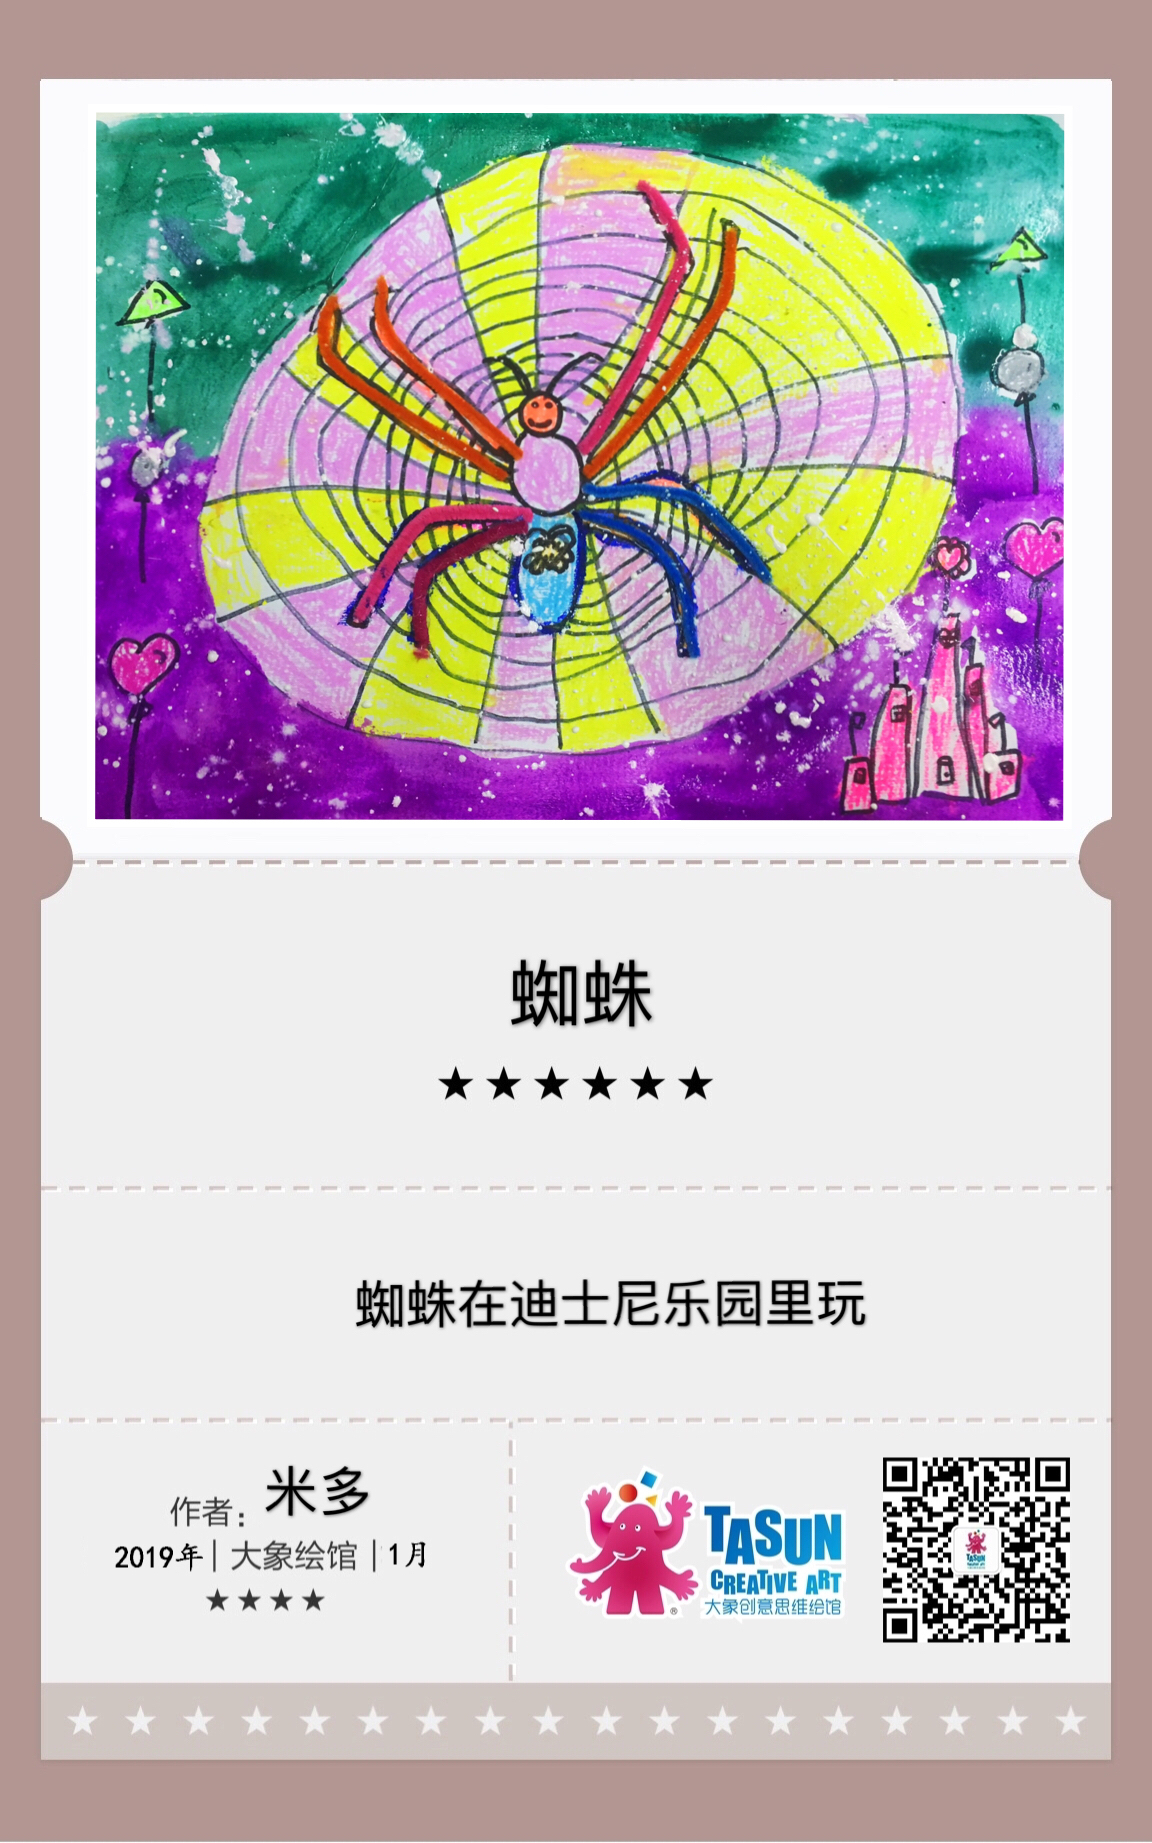 蜘蛛
★★★★★★
蜘蛛在迪士尼乐园里玩
作者：米多
2019年|大象绘馆|1月
★★★★
TASUN
CREATIVE ART
大象创意思维绘馆
®